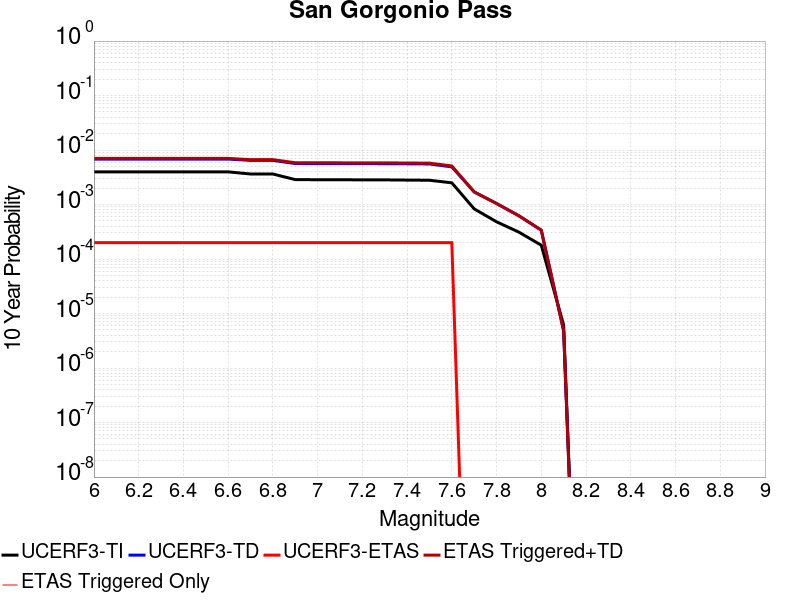 San Gorgonio Pass
10^0
10^-1
10^-2
10^-3
10^-4
10^-5
10^-6
10^-7
10^-8
10 Year Probability
6 6.2 6.4 6.6 6.8 7 7.2 7.4 7.6 7.8 8 8.2 8.4 8.6 8.8 9
Magnitude
UCERF3-TI UCERF3-TD UCERF3-ETAS ETAS Triggered+TD
ETAS Triggered Only